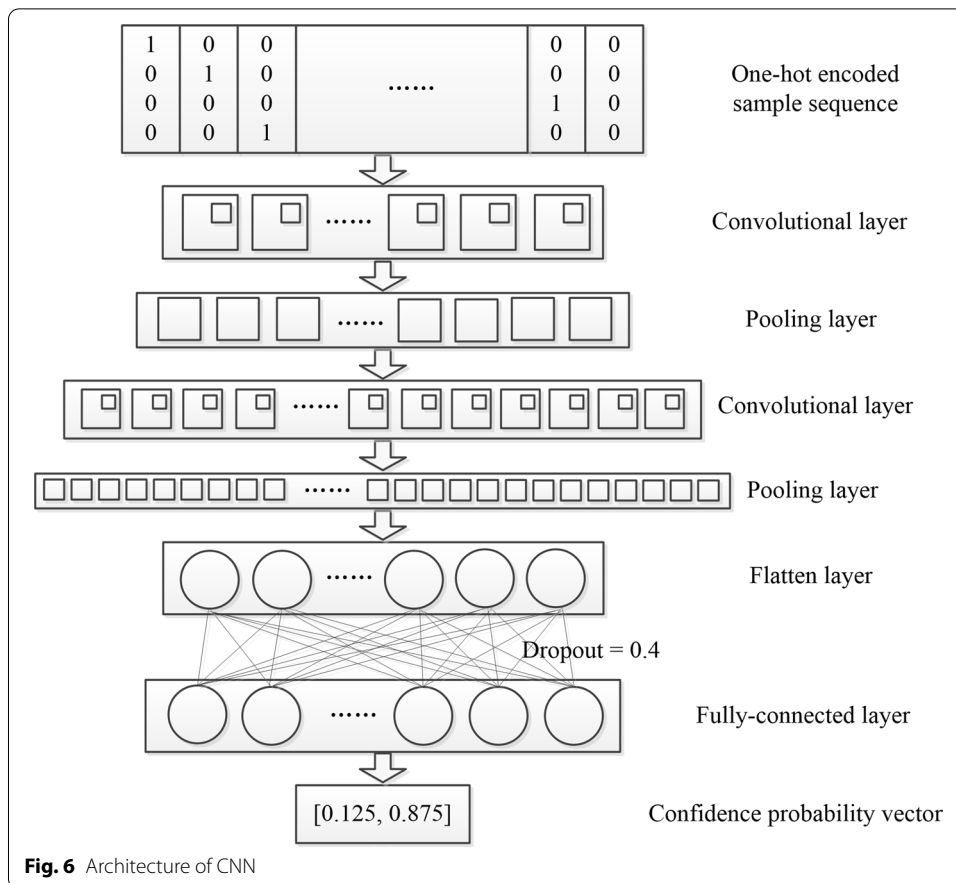 1 0 0 0 0
0 1 0 …… 0 0
0 0 0 1 0
0 0 1 0 0
One-hot encoded
sample sequence
……
Convolutional layer
……
Pooling layer
……
Convolutional layer
……
Pooling layer
……
Flatten layer
Dropout = 0.4
……
Fully-connected layer
[0.125, 0.875]
Confidence probability vector
Fig. 6 Architecture of CNN